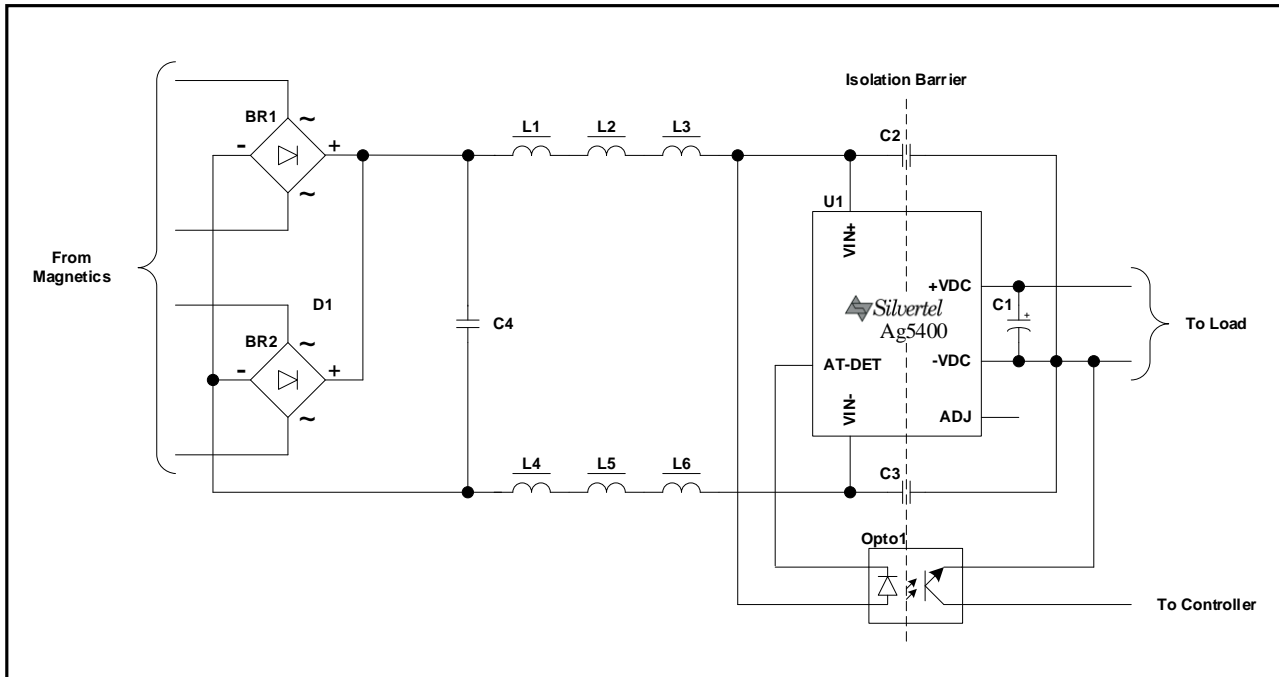 Isolation Barrier
BR1
~
-
+
~
L1
L2
L3
C2
U1
VIN+
From
Magnetics
D1
BR2
~
-
+
~
C4
Silvertel
Ag5400
+VDC
C1
+
-VDC
AT-DET
VIN-
ADJ
To Load
L4
L5
L6
C3
Opto1
To Controller